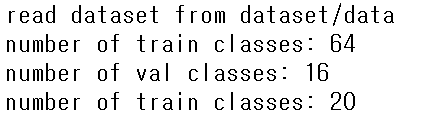 read dataset from dataset/data
number of train classes: 64
number of val classes: 16
number of train classes: 20